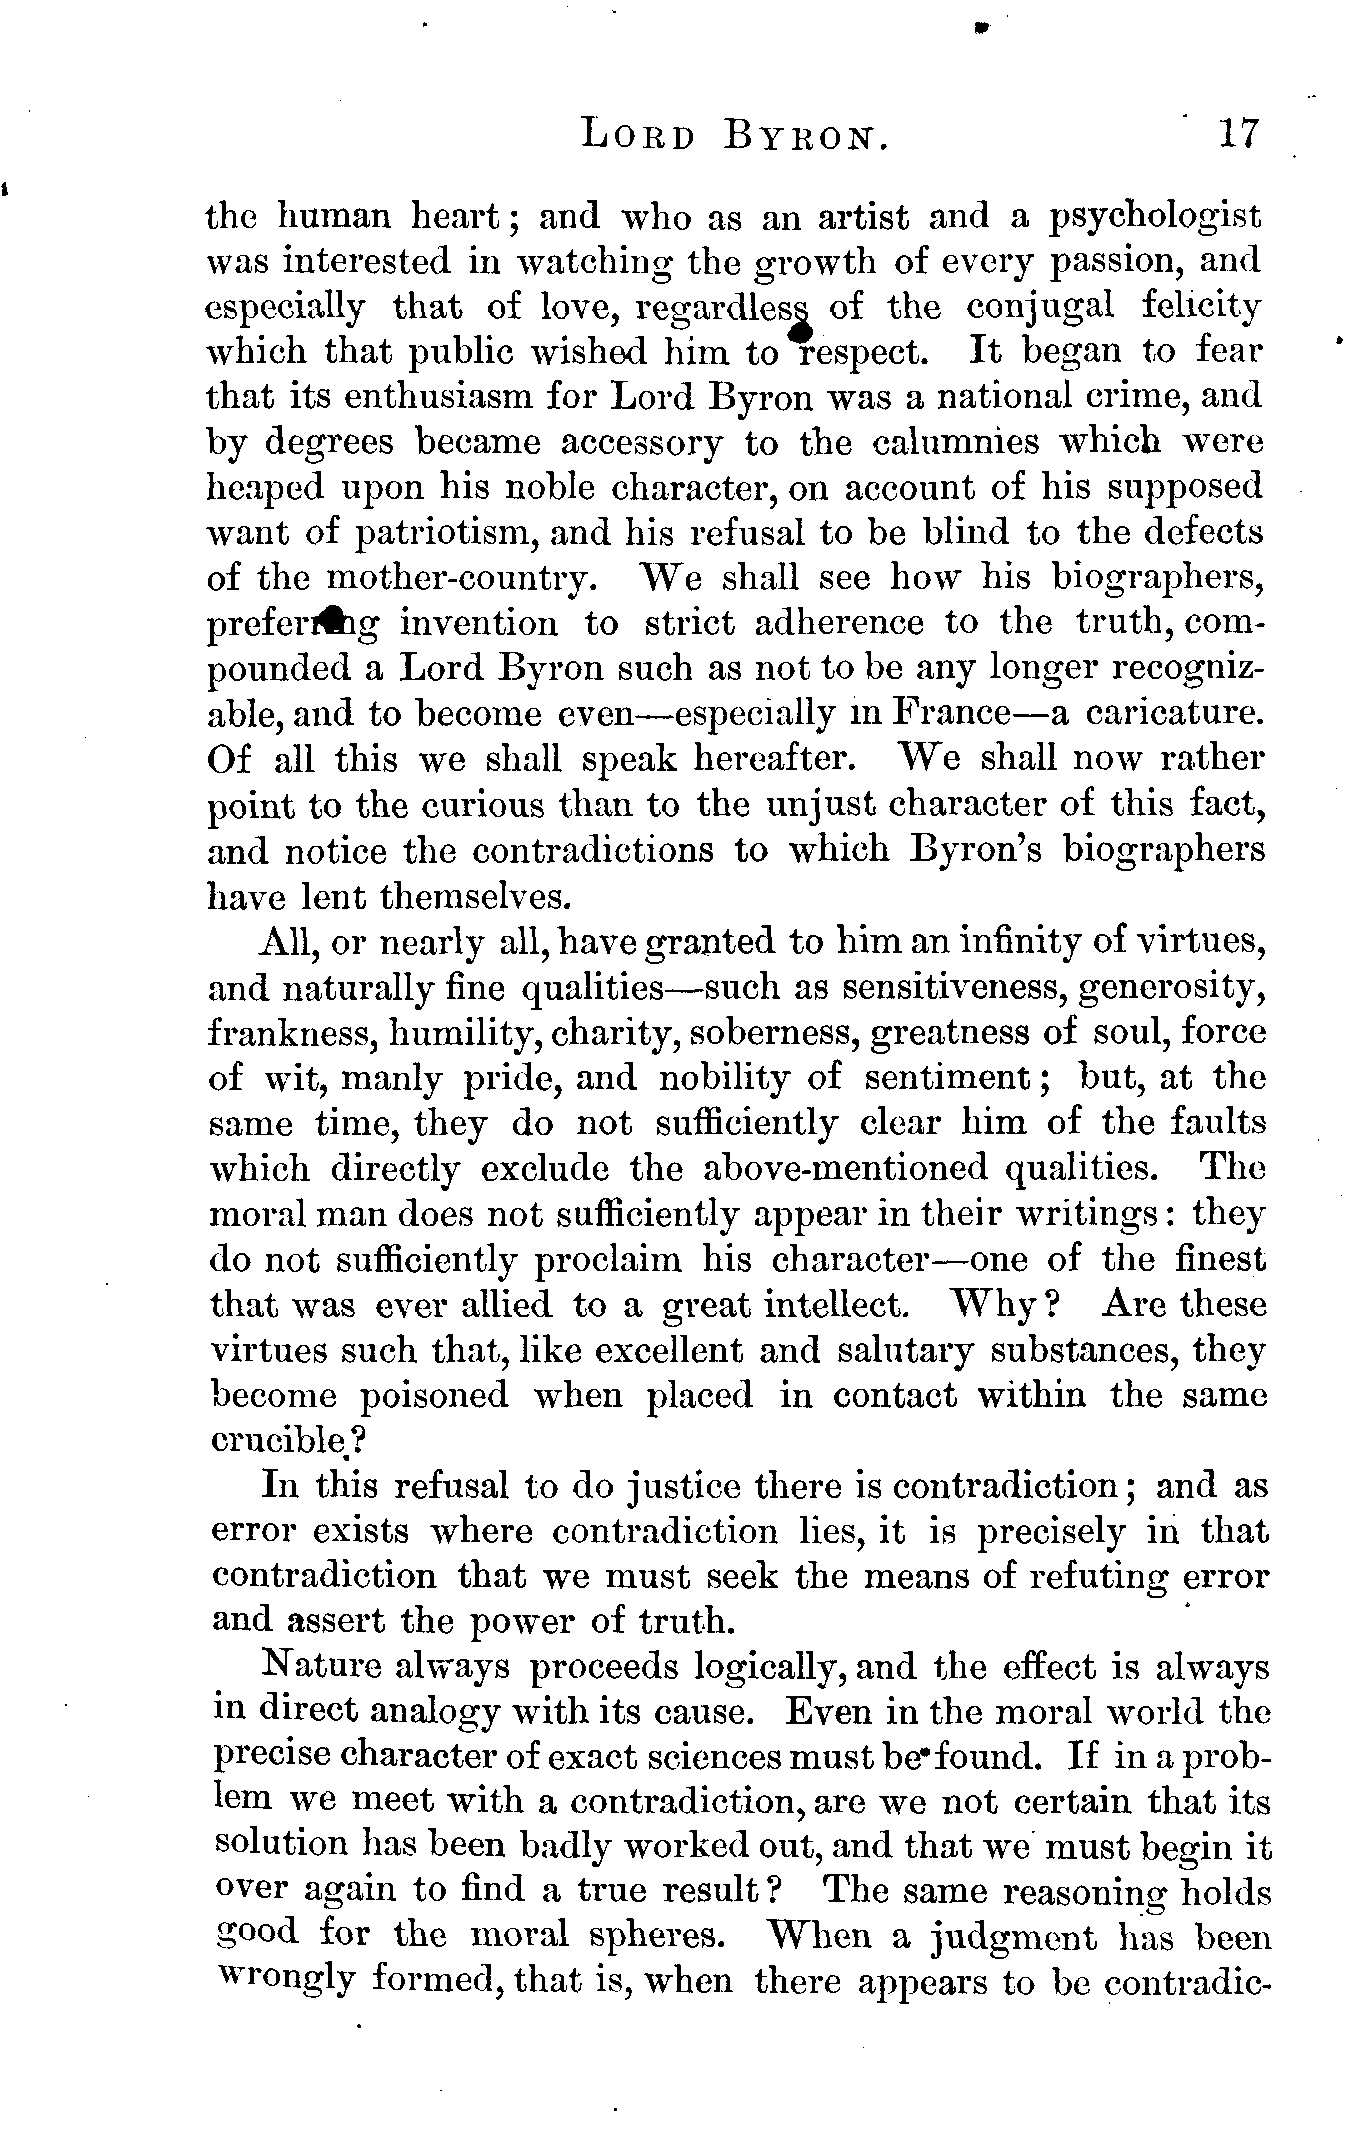 LORD BYRON. 17
the human heart; and who as an artist and a psychologist
was interested in watching the growth of every passion, and
especially that of love, regardless of the conjugal felicity
which that public wished him to respect. It began to fear
that its enthusiasm for Lord Byron was a national crime, and
by degrees became accessory to the calumnies which were
heaped upon his noble character, on account of his supposed
want of patriotism, and his refusal to be blind to the defects
of the mother-country. We shall see how his biographers,
preferring invention to strict adherence to the truth, com-
pounded a Lord Byron such as not to be any longer recogniz-
able, and to become even—especially in France—a caricature.
Of all this we shall speak hereafter. We shall now rather
point to the curious than to the unjust character of this fact,
and notice the contradictions to which Byron's biographers
have lent themselves.
All, or nearly all, have granted to him an infinity of virtues,
and naturally fine qualities—such as sensitiveness, generosity,
frankness, humility, charity, soberness, greatness of soul, force
of wit, manly pride, and nobility of sentiment; but, at the
same time, they do not sufficiently clear him of the faults
which directly exclude the above-mentioned qualities. The
moral man does not sufficiently appear in their writings: they
do not sufficiently proclaim his character—one of the finest
that was ever allied to a great intellect. Why? Are these
virtues such that, like excellent and salutary substances, they
become poisoned when placed in contact within the same
crucible?
In this refusal to do justice there is contradiction; and as
error exists where contradiction lies, it is precisely in that
contradiction that we must seek the means of refuting error
and assert the power of truth.
Nature always proceeds logically, and the effect is always
in direct analogy with its cause. Even in the moral world the
precise character of exact sciences must be found. If in a prob-
lem we meet with a contradiction, are we not certain that its
solution has been badly worked out, and that we must begin it
over again to find a true result? The same reasoning holds
good for the moral spheres. When a judgment has been
wrongly formed, that is, when there appears to be contradic-